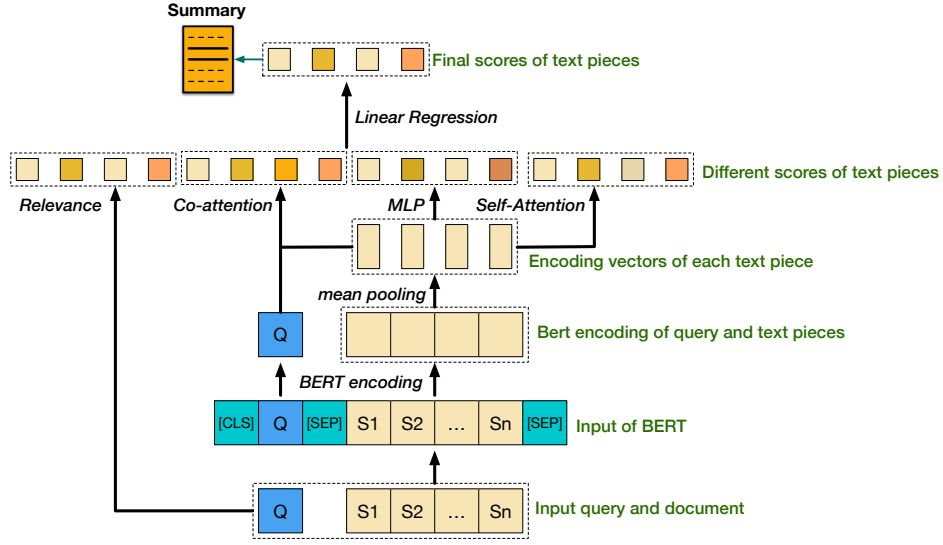 Summary
Final scores of text pieces
Linear Regression
Different scores of text pieces
Relevance
Co-attention
MLP
Self-Attention
Encoding vectors of each text piece
mean pooling
Q
Bert encoding of query and text pieces
BERT encoding
[CLS] Q [SEP] S1 S2 ... Sn [SEP]
Input of BERT
Q S1 S2 ... Sn
Input query and document